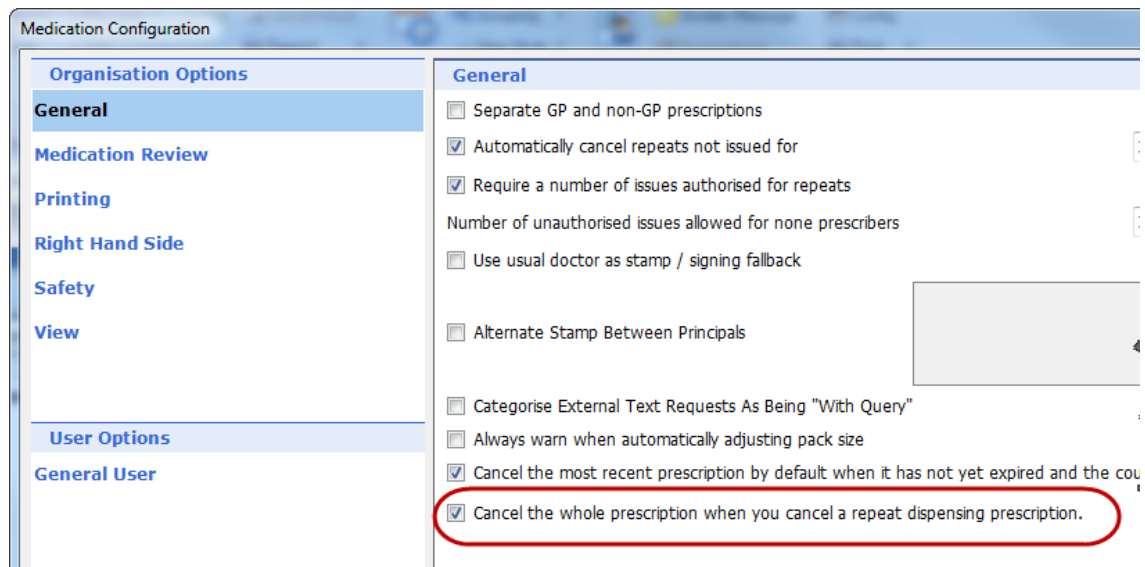 Medication Configuration
Organisation Options
General
Medication Review
Printing
Right Hand Side
Safety
View
User Options
General User
General
Separate GP and non-GP prescriptions
Automatically cancel repeats not issued for
Require a number of issues authorised for repeats
Number of unauthorised issues allowed for none prescribers
Use usual doctor as stamp / signing fallback
Alternate Stamp Between Principals
Categorise External Text Requests As Being "With Query"
Always warn when automatically adjusting pack size
Cancel the most recent prescription by default when it has not yet expired and the cou
Cancel the whole prescription when you cancel a repeat dispensing prescription.